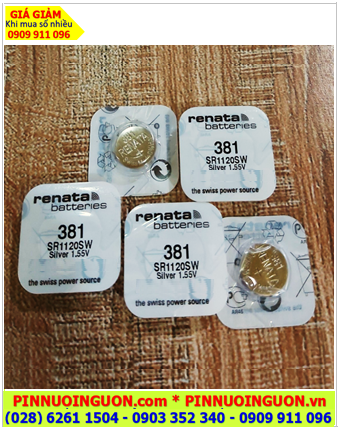 GIÁ GIẢM
Khi mua số nhiều
0909 911 096
renata
batteries
381
SR1120SW
Silver 1.55V
the swiss power source
renata
batteries
381
SR1120SW
Silver 1.55V
the swiss power source
renata
batteries
381
SR1120SW
Silver 1.55V
the swiss power source
PINNUOINGUON.com * PINNUOINGUON.vn
(028) 6261 1504 - 0903 352 340 - 0909 911 096